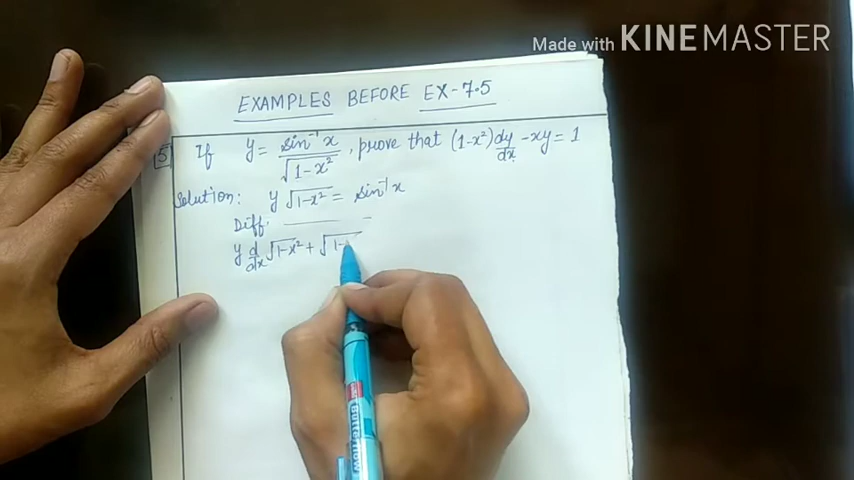 Made with KINEMASTER
EXAMPLES BEFORE EX-7.5
5 If y = sin⁻¹x / √(1-x²), prove that (1-x²) dy/dx - xy = 1
Solution: y √(1-x²) = sin⁻¹x
Diff.
y d/dx √(1-x²) + √1-
Butterflow